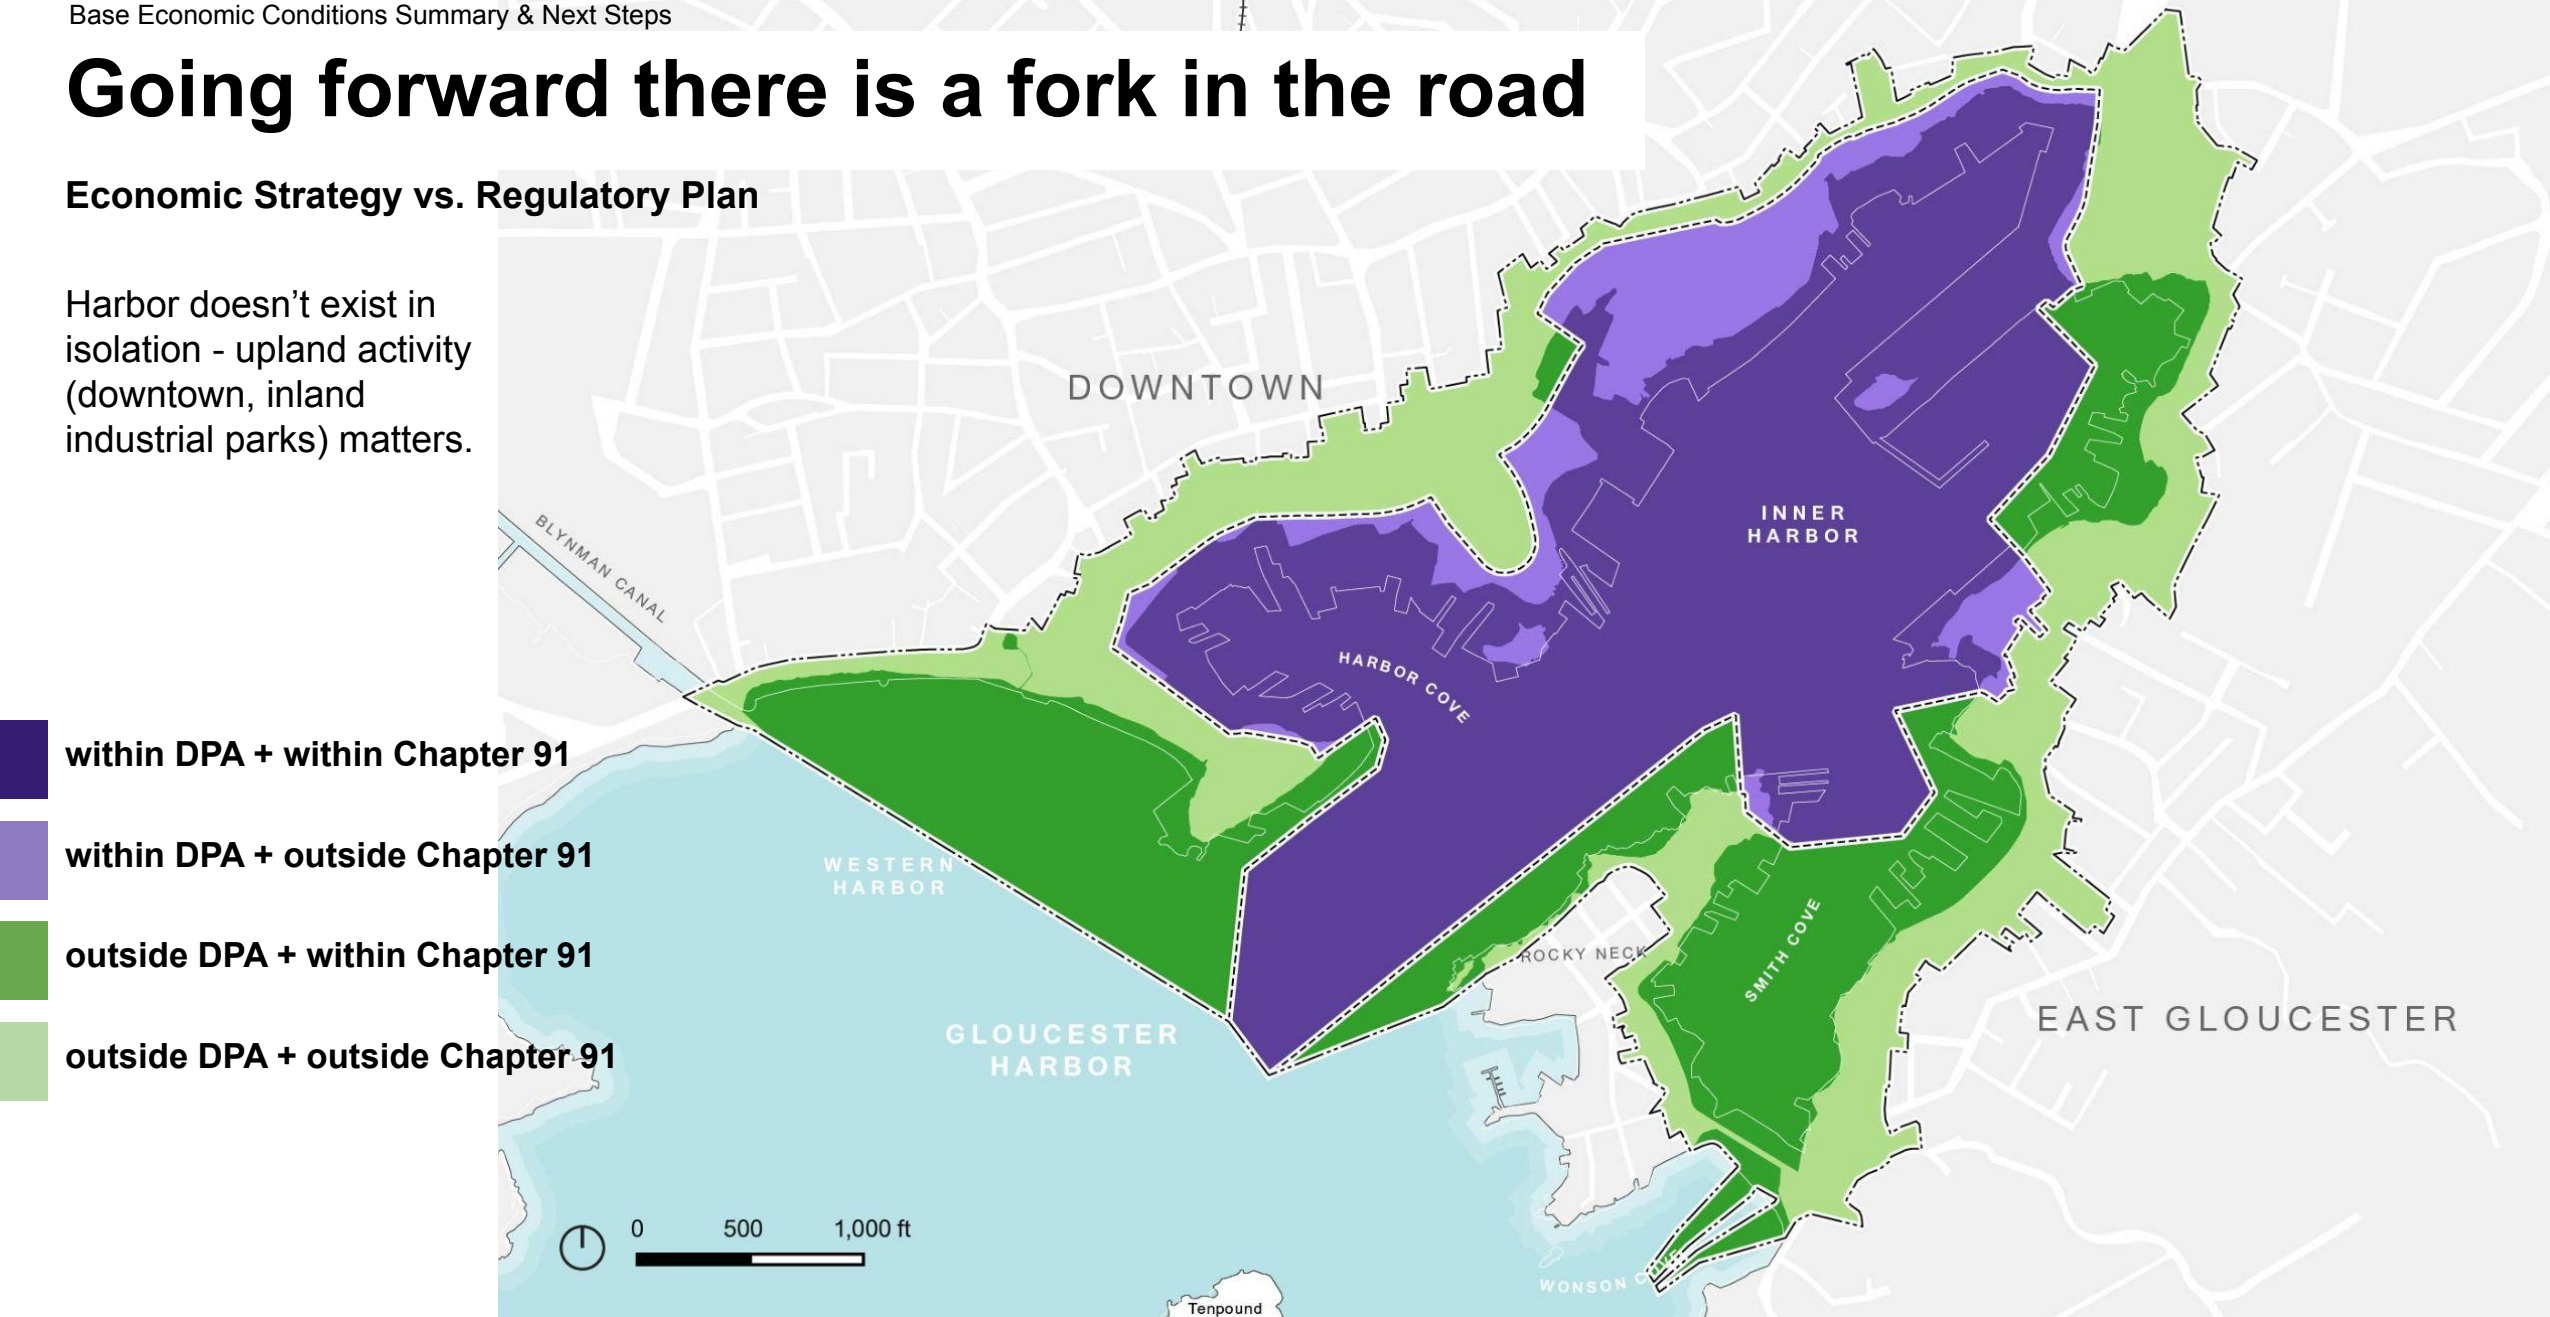 Base Economic Conditions Summary & Next Steps
Going forward there is a fork in the road
Economic Strategy vs. Regulatory Plan
Harbor doesn’t exist in
isolation - upland activity
(downtown, inland
industrial parks) matters.
within DPA + within Chapter 91
within DPA + outside Chapter 91
outside DPA + within Chapter 91
outside DPA + outside Chapter 91
DOWNTOWN
BLYNMAN CANAL
INNER
HARBOR
HARBOR COVE
WESTERN
HARBOR
ROCKY NECK
SMITH COVE
GLOUCESTER
HARBOR
EAST GLOUCESTER
0 500 1,000 ft
WONSON
Tenpound